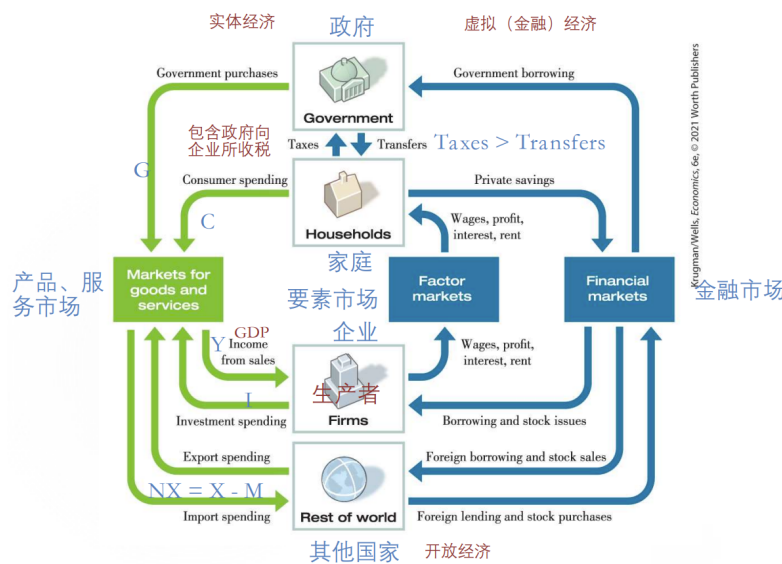 实体经济
政府
虚拟（金融）经济
Government purchases
Government borrowing
Government
包含政府向
企业所收税
Taxes
Transfers
Taxes > Transfers
G
Consumer spending
Private savings
C
Wages, profit,
interest, rent
Households
家庭
产品、服
务市场
Markets for
goods and
services
要素市场
Factor
markets
Financial
markets
金融市场
企业
GDP
Y
Income
from sales
Wages, profit,
interest, rent
生产者
I
Firms
Investment spending
Borrowing and stock issues
Export spending
Foreign borrowing and stock sales
NX = X - M
Import spending
Rest of world
Foreign lending and stock purchases
其他国家
开放经济
Krugman/Wells, Economics, 6e, © 2021 Worth Publishers